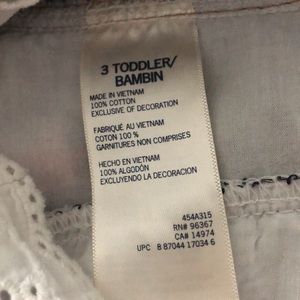 3 TODDLER/
BAMBIN
MADE IN VIETNAM
100% COTTON
EXCLUSIVE OF DECORATION
FABRIQUÉ AU VIETNAM
COTON 100 %
GARNITURES NON COMPRISES
HECHO EN VIETNAM
100% ALGODÓN
EXCLUYENDO LA DECORACION
454A315
RN# 96367
CA# 14974
UPC 8 87044 17034 6